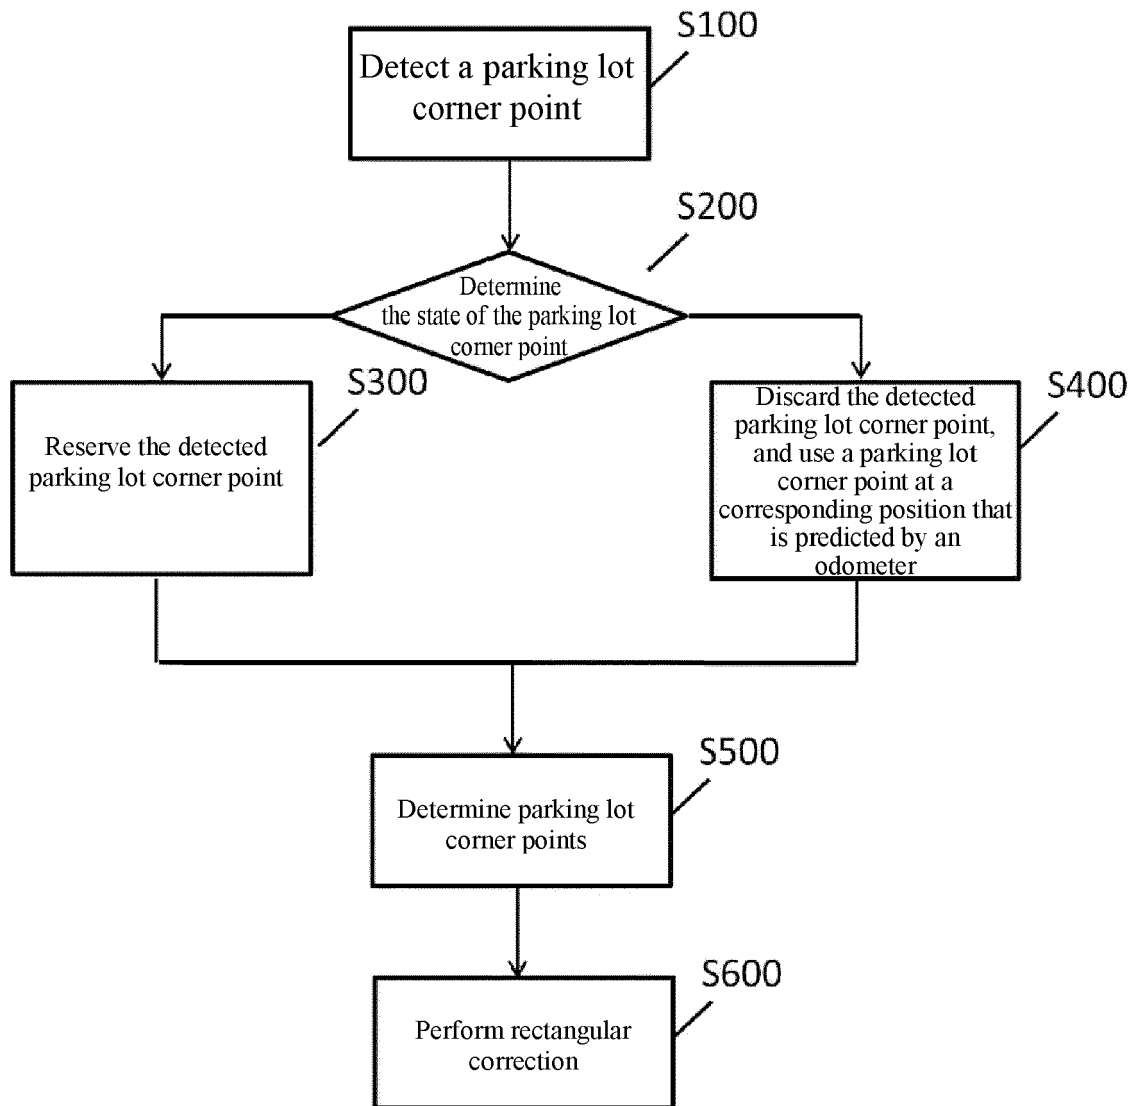 S100
Detect a parking lot
corner point
S200
Determine
the state of the parking lot
corner point
S300
Reserve the detected
parking lot corner point
S400
Discard the detected
parking lot corner point,
and use a parking lot
corner point at a
corresponding position that
is predicted by an
odometer
S500
Determine parking lot
corner points
S600
Perform rectangular
correction